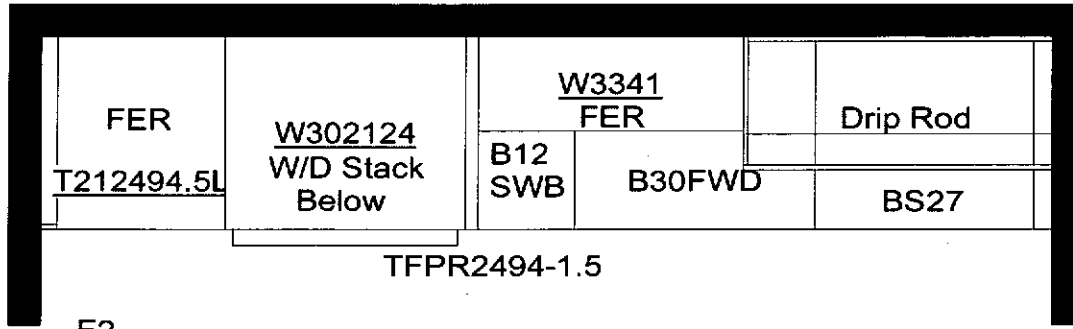 FER
T212494.5L
W302124
W/D Stack
Below
W3341
FER
B12
SWB
B30FWD
Drip Rod
BS27
TFPR2494-1.5